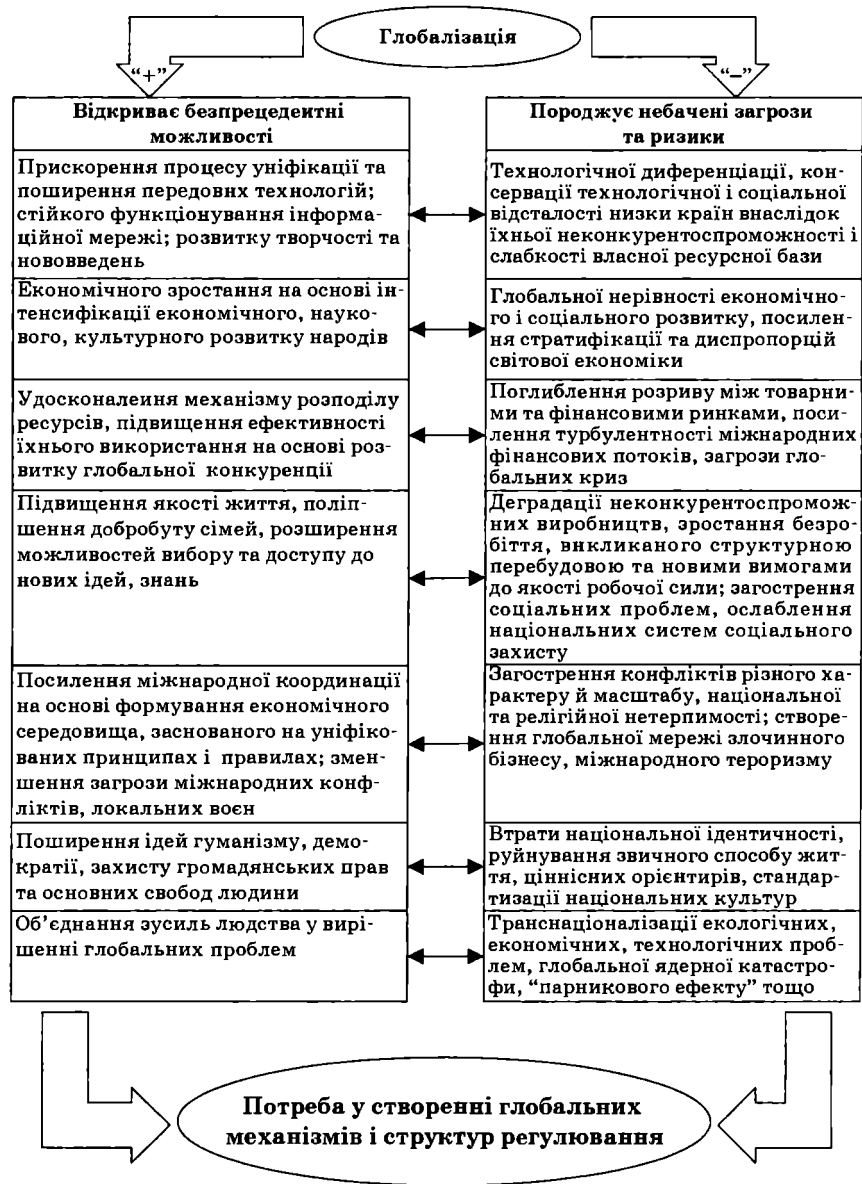 Глобалізація
“+”
“–”
Відкриває безпрецедентні
можливості
Прискорення процесу уніфікації та
поширення передових технологій;
стійкого функціонування інформа-
ційної мережі; розвитку творчості та
нововведень
Економічного зростання на основі ін-
тенсифікації економічного, науко-
вого, культурного розвитку народів
Удосконалеиня механізму розподілу
ресурсів, підвищення ефективності
їхнього використання на основі роз-
витку глобальної конкуренції
Підвищення якості життя, поліп-
шення добробуту сімей, розширення
можливостей вибору та доступу до
нових ідей, знань
Посилення міжнародної координації
на основі формування економічного
середовища, заснованого на уніфіко-
ваних принципах і правилах; змен-
шення загрози міжнародних конф-
ліктів, локальних воєн
Поширення ідей гуманізму, демо-
кратії, захисту громадянських прав
та основних свобод людини
Об’єднання зусиль людства у вирі-
шенні глобальних проблем
Породжує небачені загрози
та ризики
Технологічної диференціації, кон-
сервації технологічної і соціальної
відсталості низки країн внаслідок
їхньої неконкурентоспроможності і
слабкості власної ресурсної бази
Глобальної нерівності економічно-
го і соціального розвитку, посилен-
ня стратифікації та диспропорцій
світової економіки
Поглиблення розриву між товарни-
ми та фінансовими ринками, поси-
лення турбулентності міжнародних
фінансових потоків, загрози гло-
бальних криз
Деградації неконкурентоспромож-
них виробництв, зростання безро-
біття, викликаного структурною
перебудовою та новими вимогами
до якості робочої сили; загострення
соціальних проблем, ослаблення
національних систем соціального
захисту
Загострення конфліктів різного ха-
рактеру й масштабу, національної
та релігійної нетерпимості; створе-
ння глобальної мережі злочинного
бізнесу, міжнародного тероризму
Втрати національної ідентичності,
руйнування звичного способу жит-
тя, ціннісних орієнтирів, стандар-
тизації національних культур
Транснаціоналізації екологічних,
економічних, технологічних проб-
лем, глобальної ядерної катастро-
фи, “парникового ефекту” тощо
Потреба у створенні глобальних
механізмів і структур регулювання